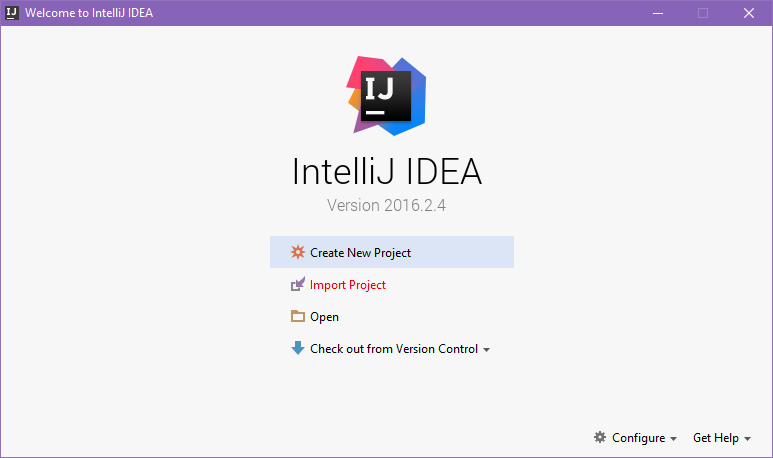 Welcome to IntelliJ IDEA
IJ
IntelliJ IDEA
Version 2016.2.4
Create New Project
Import Project
Open
Check out from Version Control
Configure
Get Help